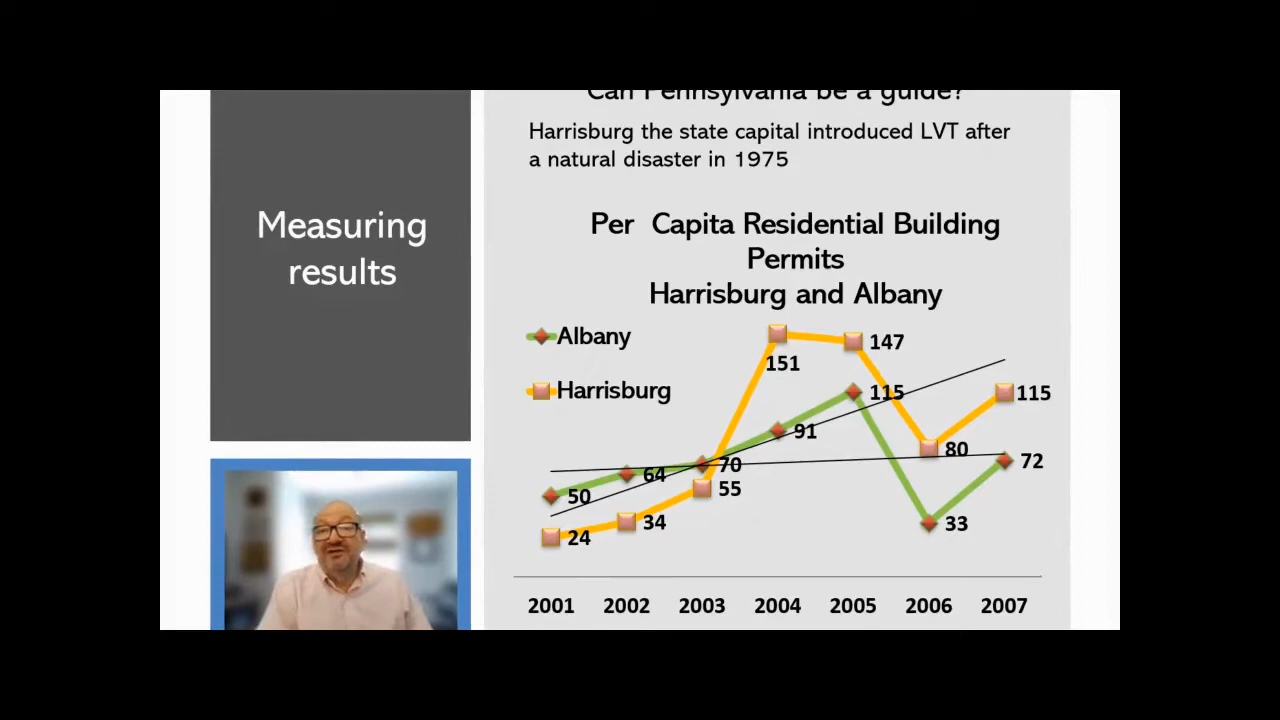 Measuring
results
Can Pennsylvania be a guide?
Harrisburg the state capital introduced LVT after
a natural disaster in 1975
Per Capita Residential Building
Permits
Harrisburg and Albany
Albany
Harrisburg
50
64
70
91
115
33
72
24
34
55
151
147
80
115
2001 2002 2003 2004 2005 2006 2007